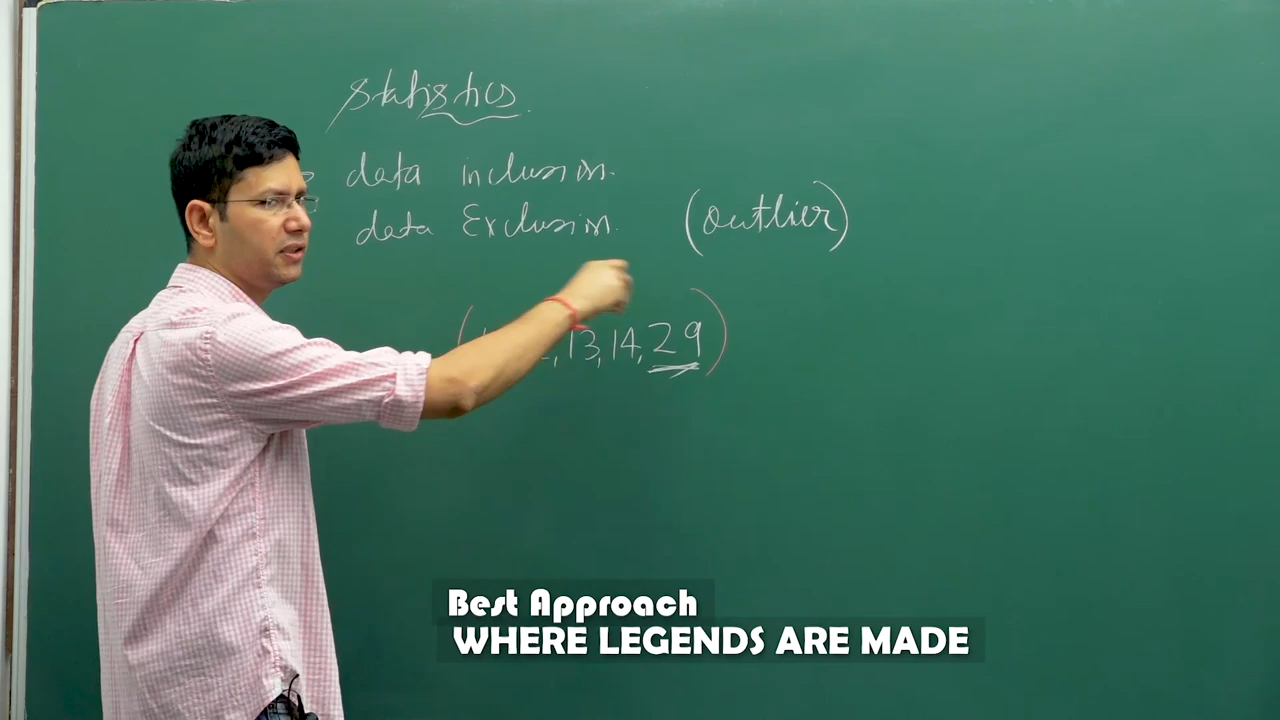 statistics.
data inclusion.
data Exclusion. (outlier)
13, 14, 29)
Best Approach
WHERE LEGENDS ARE MADE